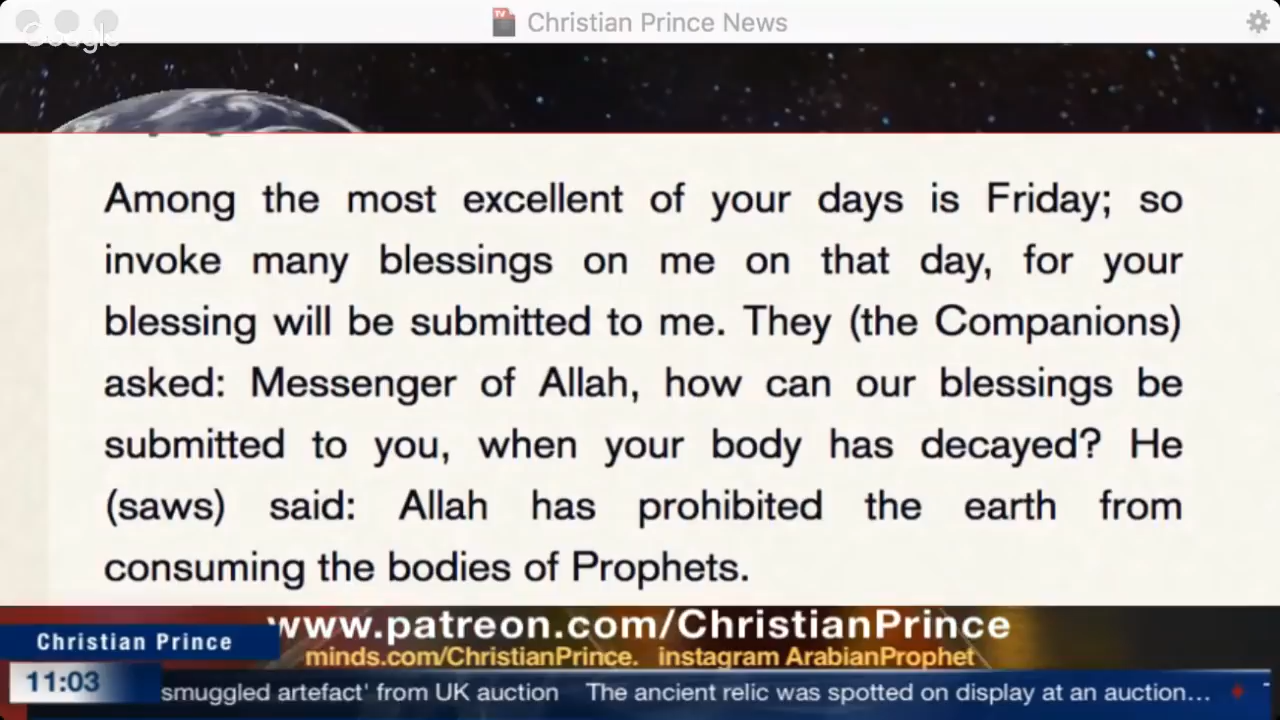 TV
Christian Prince News
Google
Among the most excellent of your days is Friday; so
invoke many blessings on me on that day, for your
blessing will be submitted to me. They (the Companions)
asked: Messenger of Allah, how can our blessings be
submitted to you, when your body has decayed? He
(saws) said: Allah has prohibited the earth from
consuming the bodies of Prophets.
www.patreon.com/ChristianPrince
Christian Prince
minds.com/ChristianPrince. instagram ArabianProphet
11:03
smuggled artefact' from UK auction The ancient relic was spotted on display at an auction...